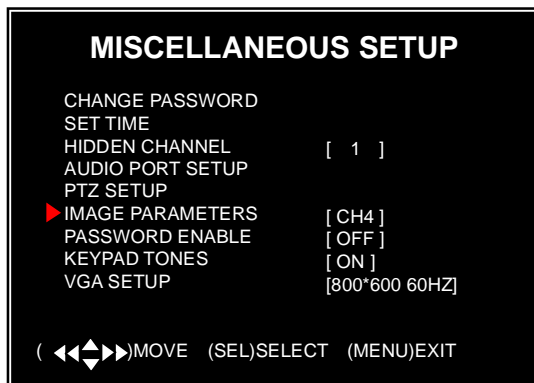 MISCELLANEOUS SETUP
CHANGE PASSWORD
SET TIME
HIDDEN CHANNEL [ 1 ]
AUDIO PORT SETUP
PTZ SETUP
IMAGE PARAMETERS [ CH4 ]
PASSWORD ENABLE [ OFF ]
KEYPAD TONES [ ON ]
VGA SETUP [800*600 60HZ]
( )MOVE (SEL)SELECT (MENU)EXIT